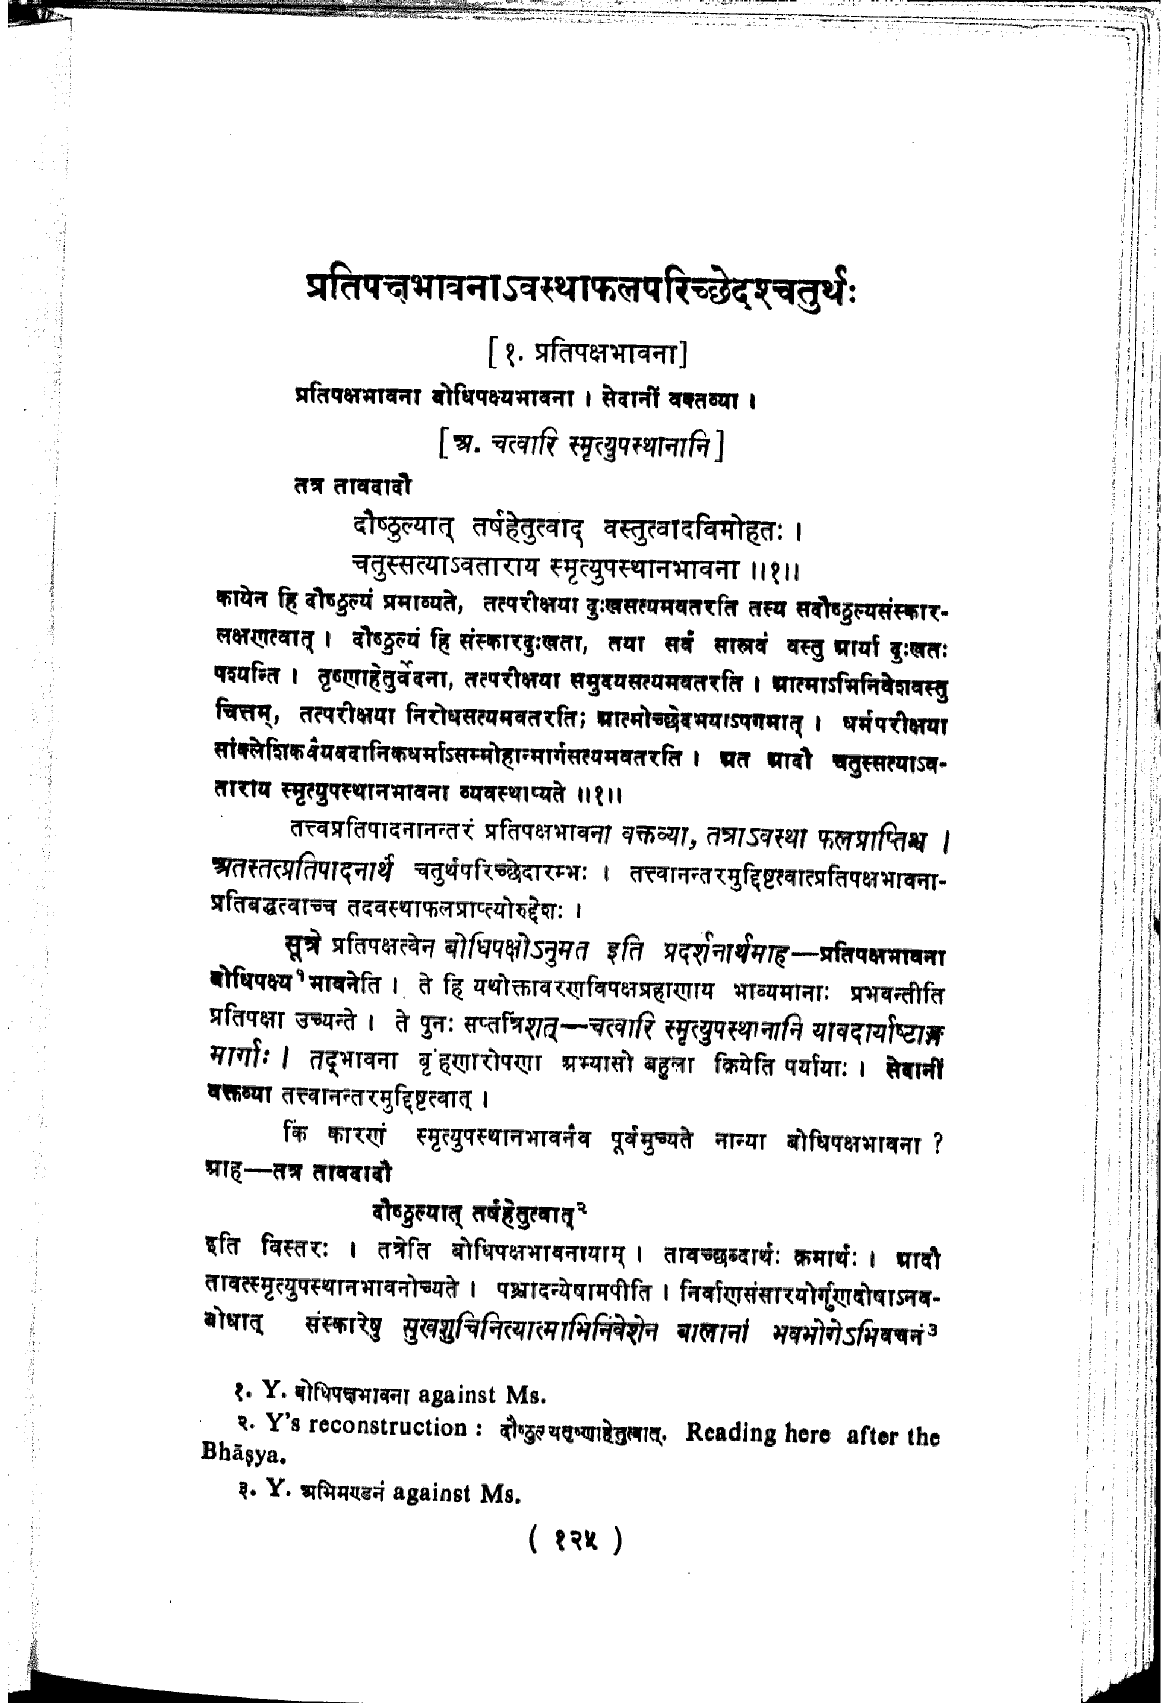 प्रतिपक्षभावनाऽवस्थाफलपरिच्छेदश्चतुर्थः
[१. प्रतिपक्षभावना]
प्रतिपक्षभावना बोधिपक्ष्यभावना । सेदानीं वक्तव्या ।
[अ. चत्वारि स्मृत्युपस्थानानि]
तत्र तावदादौ
दौष्ठुल्यात् तर्षहेतुत्वाद् वस्तुत्वादविमोहतः ।
चतुस्सत्याऽवताराय स्मृत्युपस्थानभावना ॥१॥
कायेन हि दौष्ठुल्यं प्रभाव्यते, तत्परीक्षया दुःखसत्यमवतरति तस्य सदौष्ठुल्यसंस्कार-
लक्षणत्वात् । दौष्ठुल्यं हि संस्कारदुःखता, तया सर्वं सास्रवं वस्तु आर्या दुःखतः
पश्यन्ति । तृष्णाहेतुर्वेदना, तत्परीक्षया समुदयसत्यमवतरति । आत्माऽभिनिवेशवस्तु
चित्तम्, तत्परीक्षया निरोधसत्यमवतरति; आत्मोच्छेदभयाऽपगमात् । धर्मपरीक्षया
सांक्लेशिकवैयवदानिकधर्माऽसम्मोहान्मार्गसत्यमवतरति । अत आदौ चतुस्सत्याऽव-
ताराय स्मृत्युपस्थानभावना व्यवस्थाप्यते ॥१॥
तत्त्वप्रतिपादनानन्तरं प्रतिपक्षभावना वक्तव्या, तत्राऽवस्था फलप्राप्तिश्च ।
अतस्तत्प्रतिपादनार्थं चतुर्थपरिच्छेदारम्भः । तत्त्वानन्तरमुद्दिष्टत्वात्प्रतिपक्षभावना-
प्रतिबद्धत्वाच्च तदवस्थाफलप्राप्त्योरुद्देशः ।
सूत्रे प्रतिपक्षत्वेन बोधिपक्षोऽनुमत इति प्रदर्शनार्थमाह—प्रतिपक्षभावना
बोधिपक्ष्य१भावनेति । ते हि यथोक्तावरणविपक्षप्रहाणाय भाव्यमानाः प्रभवन्तीति
प्रतिपक्षा उच्यन्ते । ते पुनः सप्तत्रिंशत्—चत्वारि स्मृत्युपस्थानानि यावदार्याष्टाङ्ग
मार्गाः । तद्भावना बृंहणारोपणा अभ्यासो बहुला क्रियेति पर्यायाः । सेदानीं
वक्तव्या तत्त्वानन्तरमुद्दिष्टत्वात् ।
किं कारणं स्मृत्युपस्थानभावनैव पूर्वमुच्यते नान्या बोधिपक्षभावना ?
आह—तत्र तावदादौ
दौष्ठुल्यात् तर्षहेतुत्वात्२
इति विस्तरः । तत्रेति बोधिपक्षभावनायाम् । तावच्छब्दार्थः क्रमार्थः । आदौ
तावत्स्मृत्युपस्थानभावनोच्यते । पश्चादन्येषामपीति । निर्वाणसंसारयोर्गुणदोषाऽनव-
बोधात् संस्कारेषु सुखशुचिनित्यात्माभिनिवेशेन बालानां भवभोगेऽभिवचनं३
१. Y. बोधिपक्षभावना against Ms.
२. Y's reconstruction : दौष्ठुल्यतृष्णाहेतुत्वात्. Reading here after the
Bhāṣya.
३. Y. अभिमण्डनं against Ms.
( १२५ )